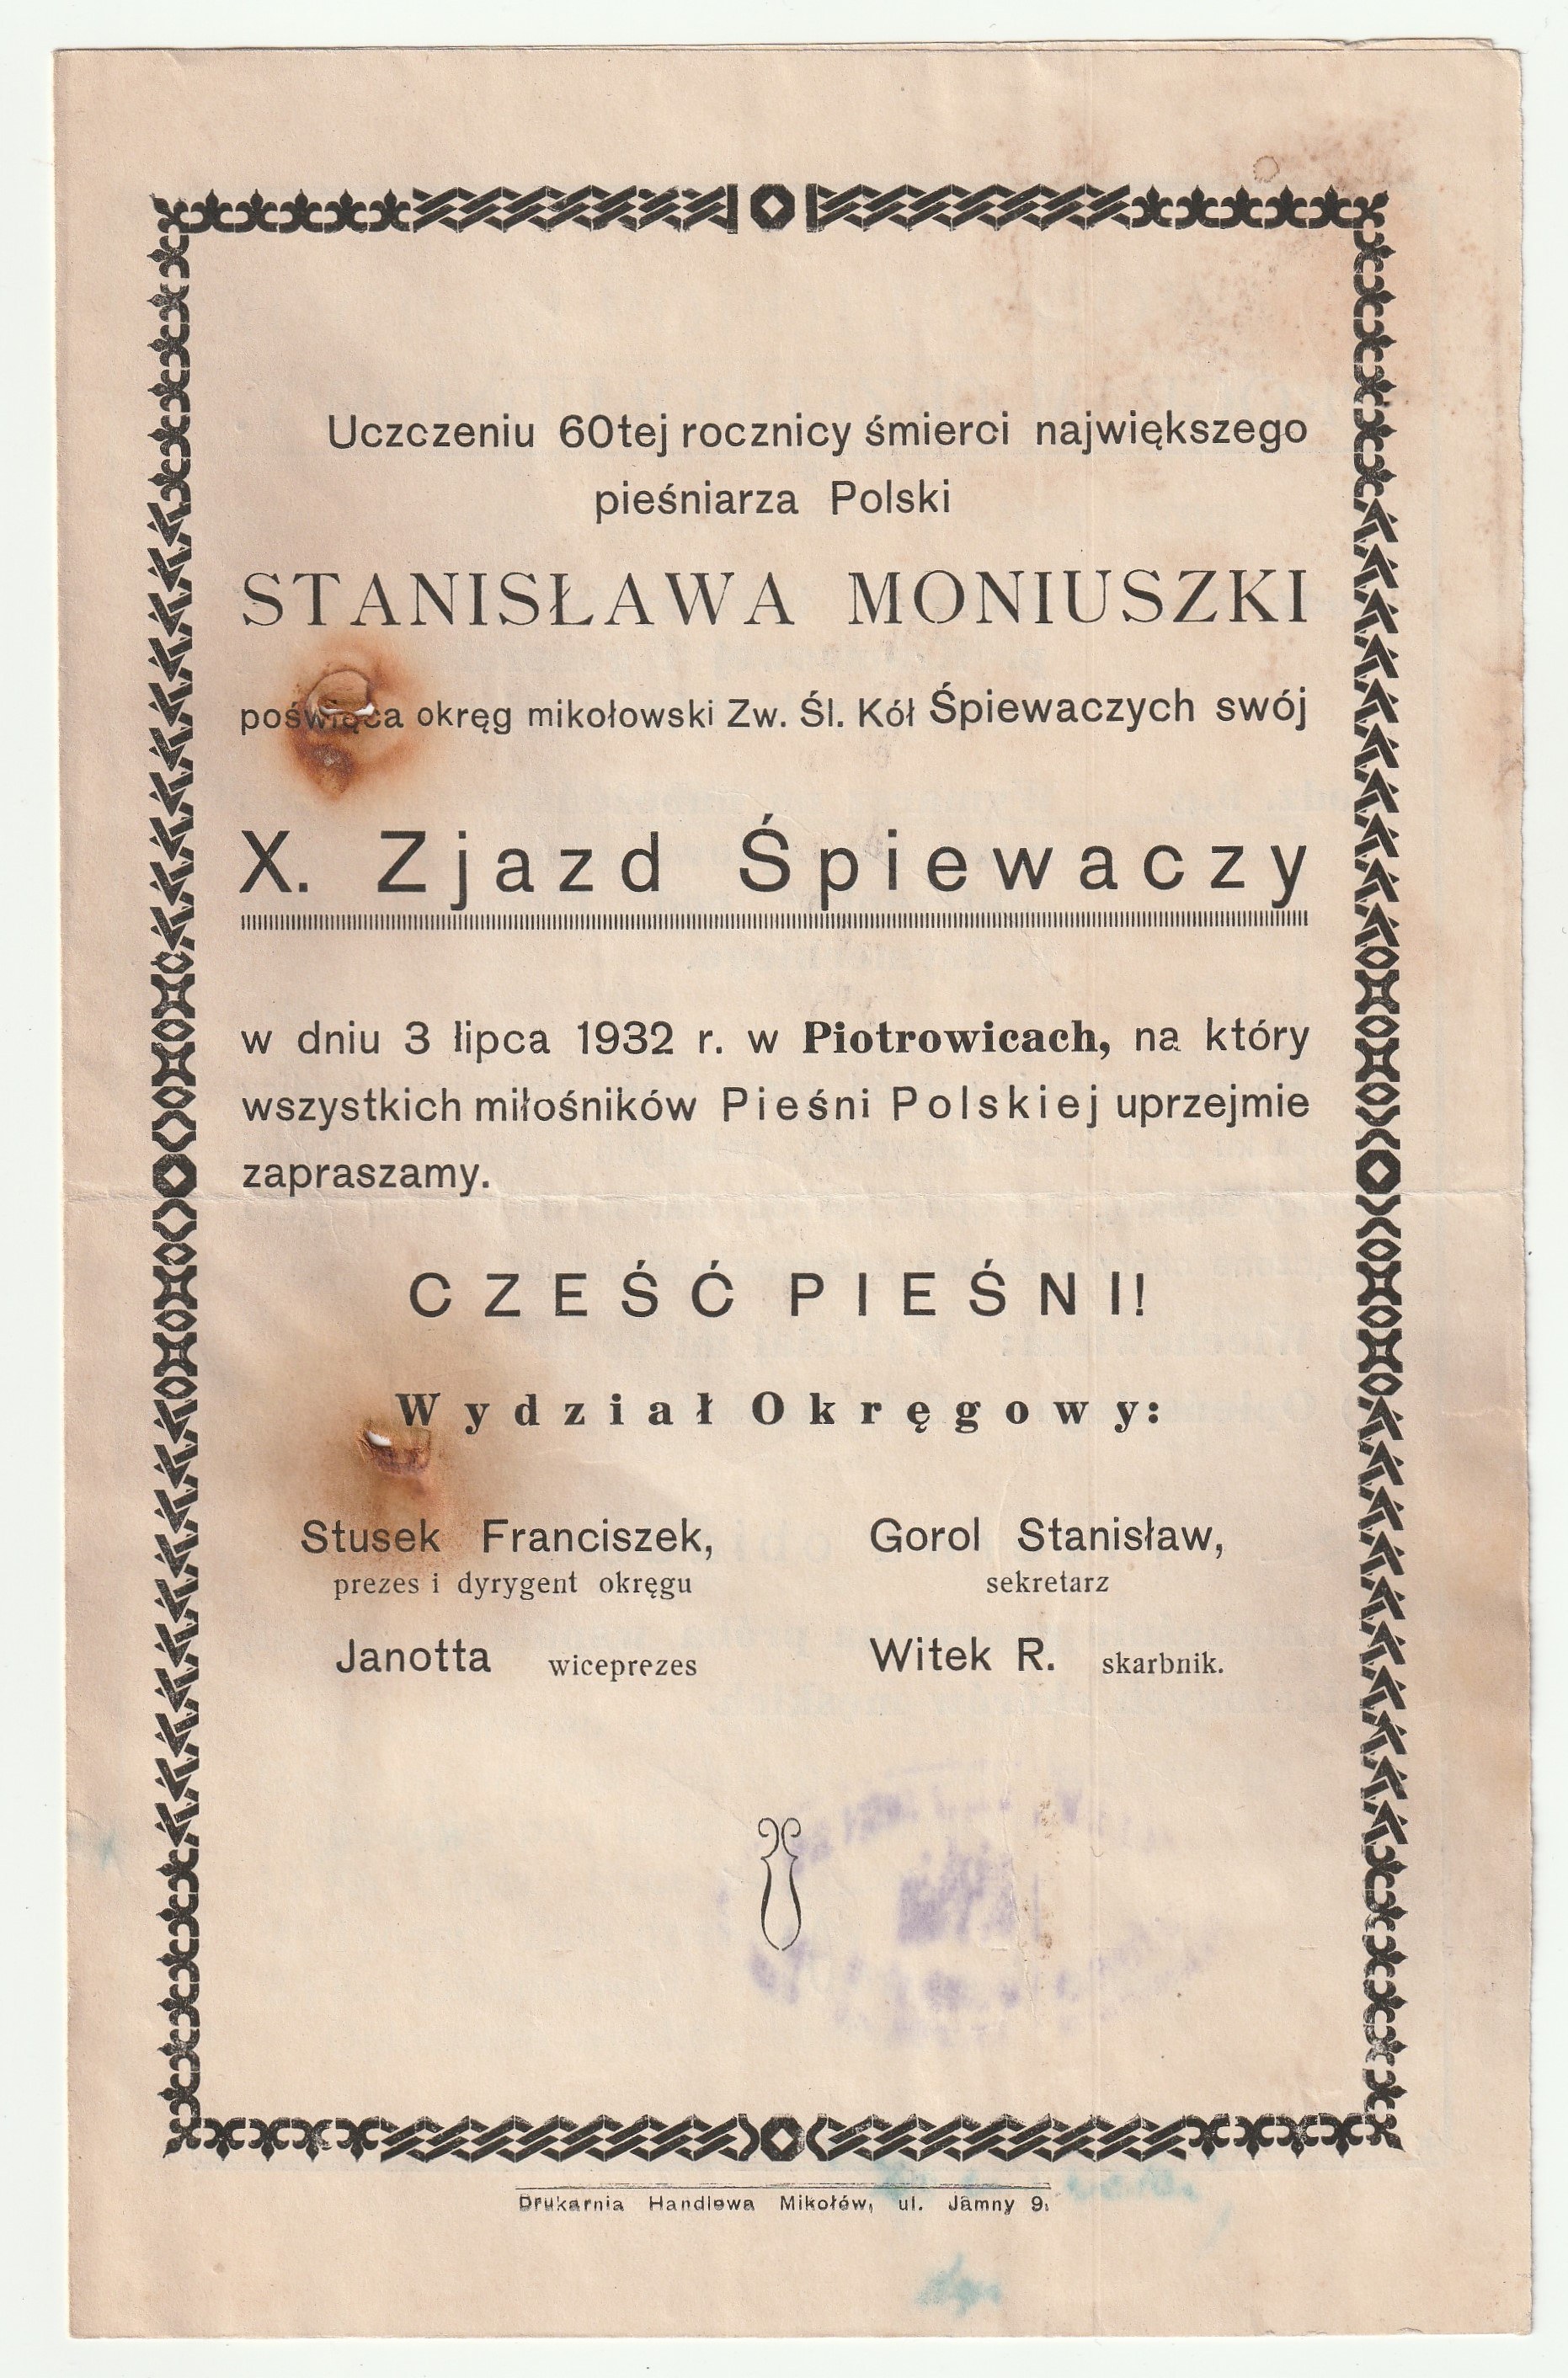 Uczczeniu 60tej rocznicy śmierci największego
pieśniarza Polski
STANISŁAWA MONIUSZKI
poświęca okręg mikołowski Zw. Śl. Kół Śpiewaczych swój
X. Zjazd Śpiewaczy
w dniu 3 lipca 1932 r. w Piotrowicach, na który
wszystkich miłośników Pieśni Polskiej uprzejmie
zapraszamy.
CZEŚĆ PIEŚNI!
Wydział Okręgowy:
Stusek Franciszek, Gorol Stanisław,
prezes i dyrygent okręgu sekretarz
Janotta wiceprezes Witek R. skarbnik.
Drukarnia Handlowa Mikołów, ul. Jamny 9.